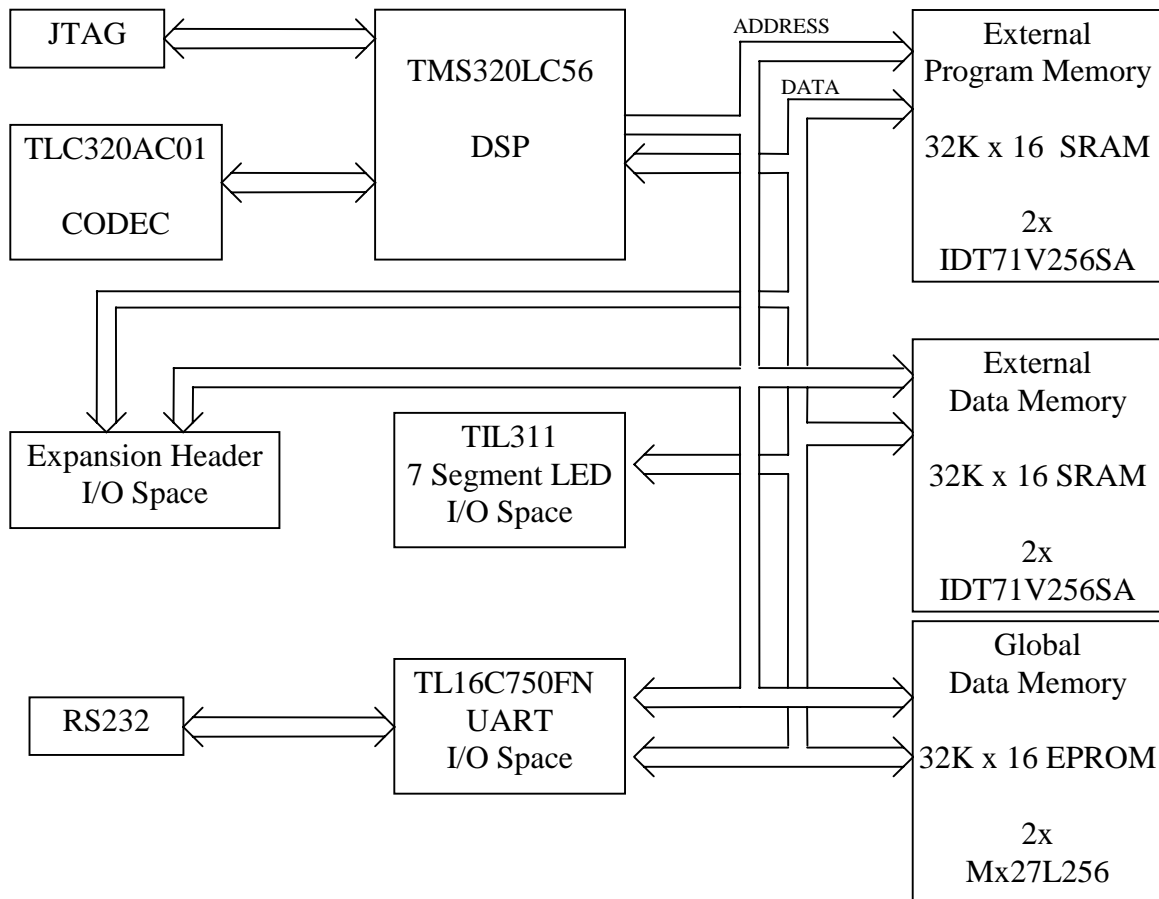 JTAG
TMS320LC56
DSP
ADDRESS
DATA
External
Program Memory
32K x 16 SRAM
2x
IDT71V256SA
TLC320AC01
CODEC
External
Data Memory
32K x 16 SRAM
2x
IDT71V256SA
Expansion Header
I/O Space
TIL311
7 Segment LED
I/O Space
RS232
TL16C750FN
UART
I/O Space
Global
Data Memory
32K x 16 EPROM
2x
Mx27L256